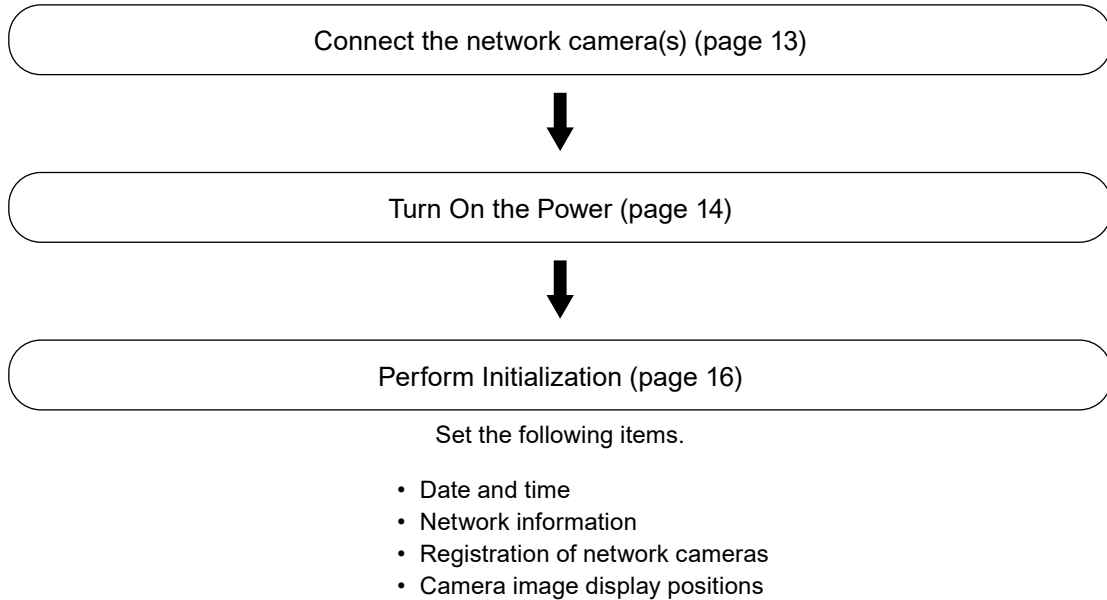 Connect the network camera(s) (page 13)
Turn On the Power (page 14)
Perform Initialization (page 16)
Set the following items.
• Date and time
• Network information
• Registration of network cameras
• Camera image display positions